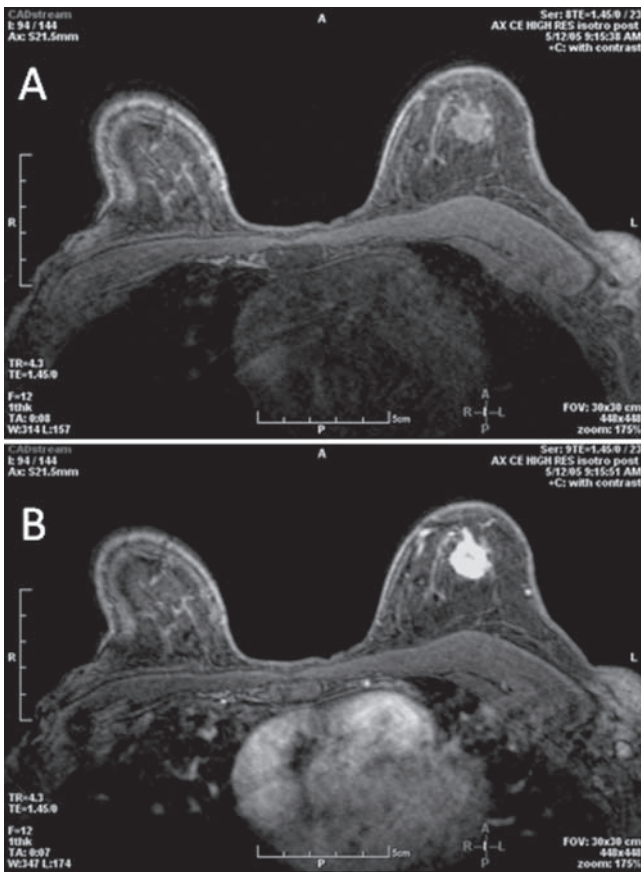 CADstream
I: 94 / 144
Ax: S21.5mm
A
Ser: 8TE=1.45/0 / 23
AX CE HIGH RES isotro post
5/12/05 9:15:38 AM
+C: with contrast
A
R
L
TR=4.3
TE=1.45/0
F=12
1thk
TA: 0:08
W:314 L:157
5cm
P
A
R L
P
FOV: 30x30 cm
448x448
zoom: 175%
CADstream
I: 94 / 144
Ax: S21.5mm
A
Ser: 9TE=1.45/0 / 23
AX CE HIGH RES isotro post
5/12/05 9:15:51 AM
+C: with contrast
B
R
L
TR=4.3
TE=1.45/0
F=12
1thk
TA: 0:07
W:347 L:174
5cm
P
A
R L
P
FOV: 30x30 cm
448x448
zoom: 175%